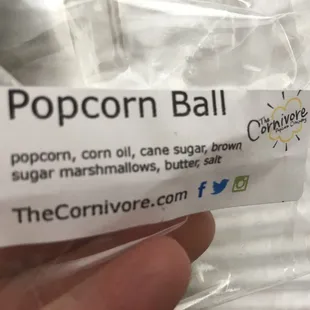 Popcorn Ball
The
Cornivore
popcorn, corn oil, cane sugar, brown
sugar marshmallows, butter, salt
TheCornivore.com